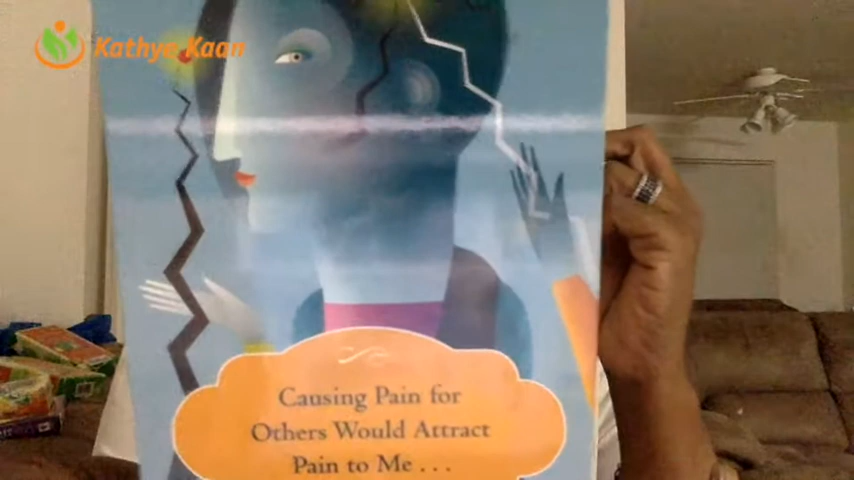 Kathye Kaan
Causing Pain for
Others Would Attract
Pain to Me . . .